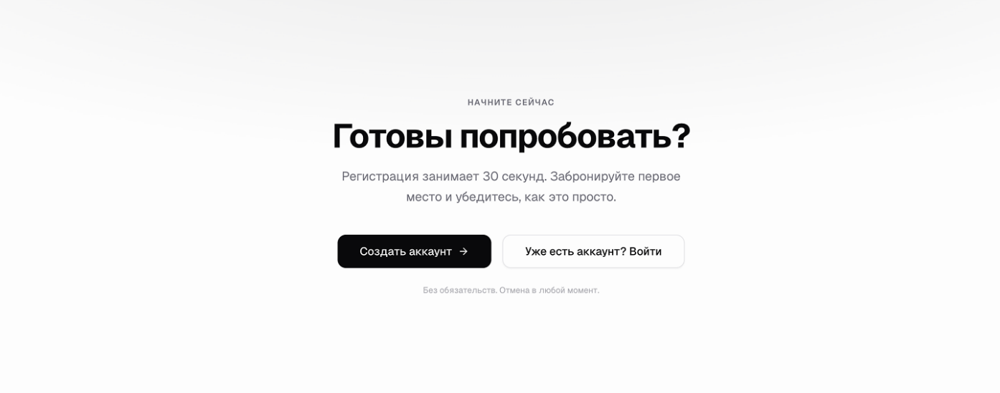 НАЧНИТЕ СЕЙЧАС
Готовы попробовать?
Регистрация занимает 30 секунд. Забронируйте первое
место и убедитесь, как это просто.
Создать аккаунт →
Уже есть аккаунт? Войти
Без обязательств. Отмена в любой момент.